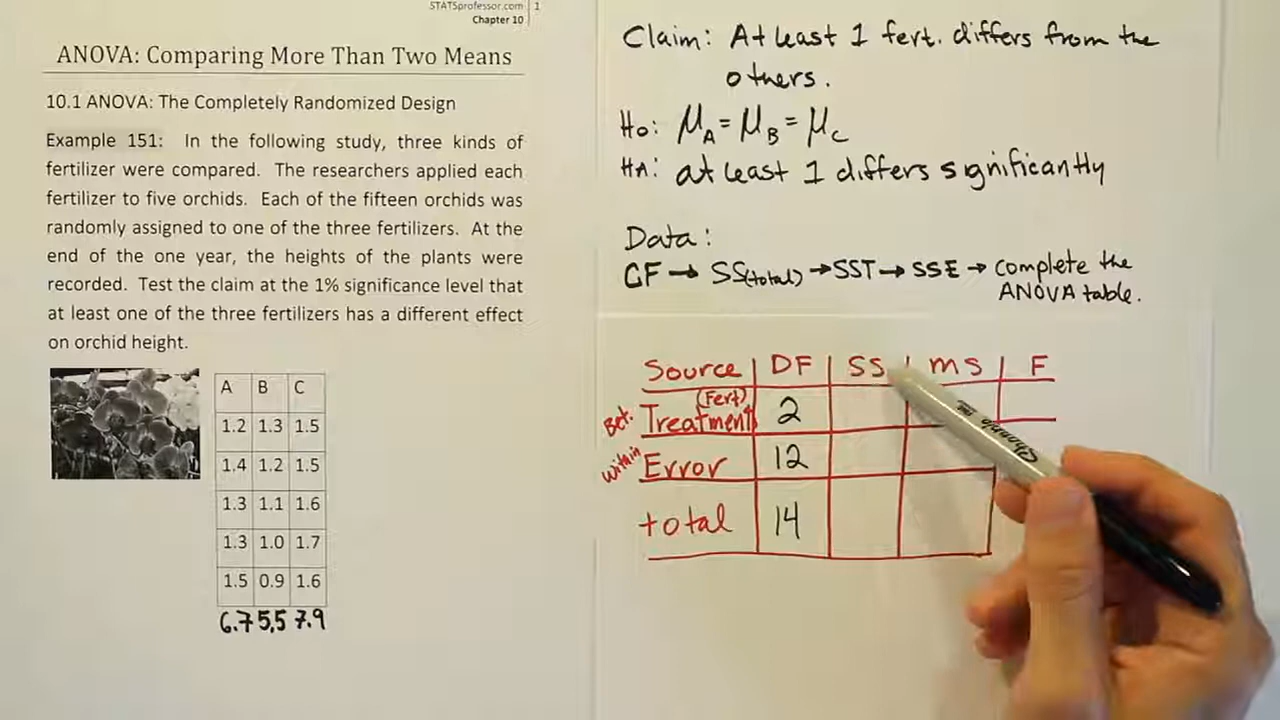 STATSprofessor.com 1
Chapter 10
ANOVA: Comparing More Than Two Means
10.1 ANOVA: The Completely Randomized Design
Example 151: In the following study, three kinds of
fertilizer were compared. The researchers applied each
fertilizer to five orchids. Each of the fifteen orchids was
randomly assigned to one of the three fertilizers. At the
end of the one year, the heights of the plants were
recorded. Test the claim at the 1% significance level that
at least one of the three fertilizers has a different effect
on orchid height.
A B C
1.2 1.3 1.5
1.4 1.2 1.5
1.3 1.1 1.6
1.3 1.0 1.7
1.5 0.9 1.6
6.7 5.5 7.9
Claim: At least 1 fert. differs from the
others.
Ho: μA = μB = μC
HA: at least 1 differs significantly
Data:
CF → SS(total) → SST → SSE → complete the
ANOVA table.
Source DF SS MS F
Bet. Treatment (Fert) 2
within Error 12
total 14
Sharpie